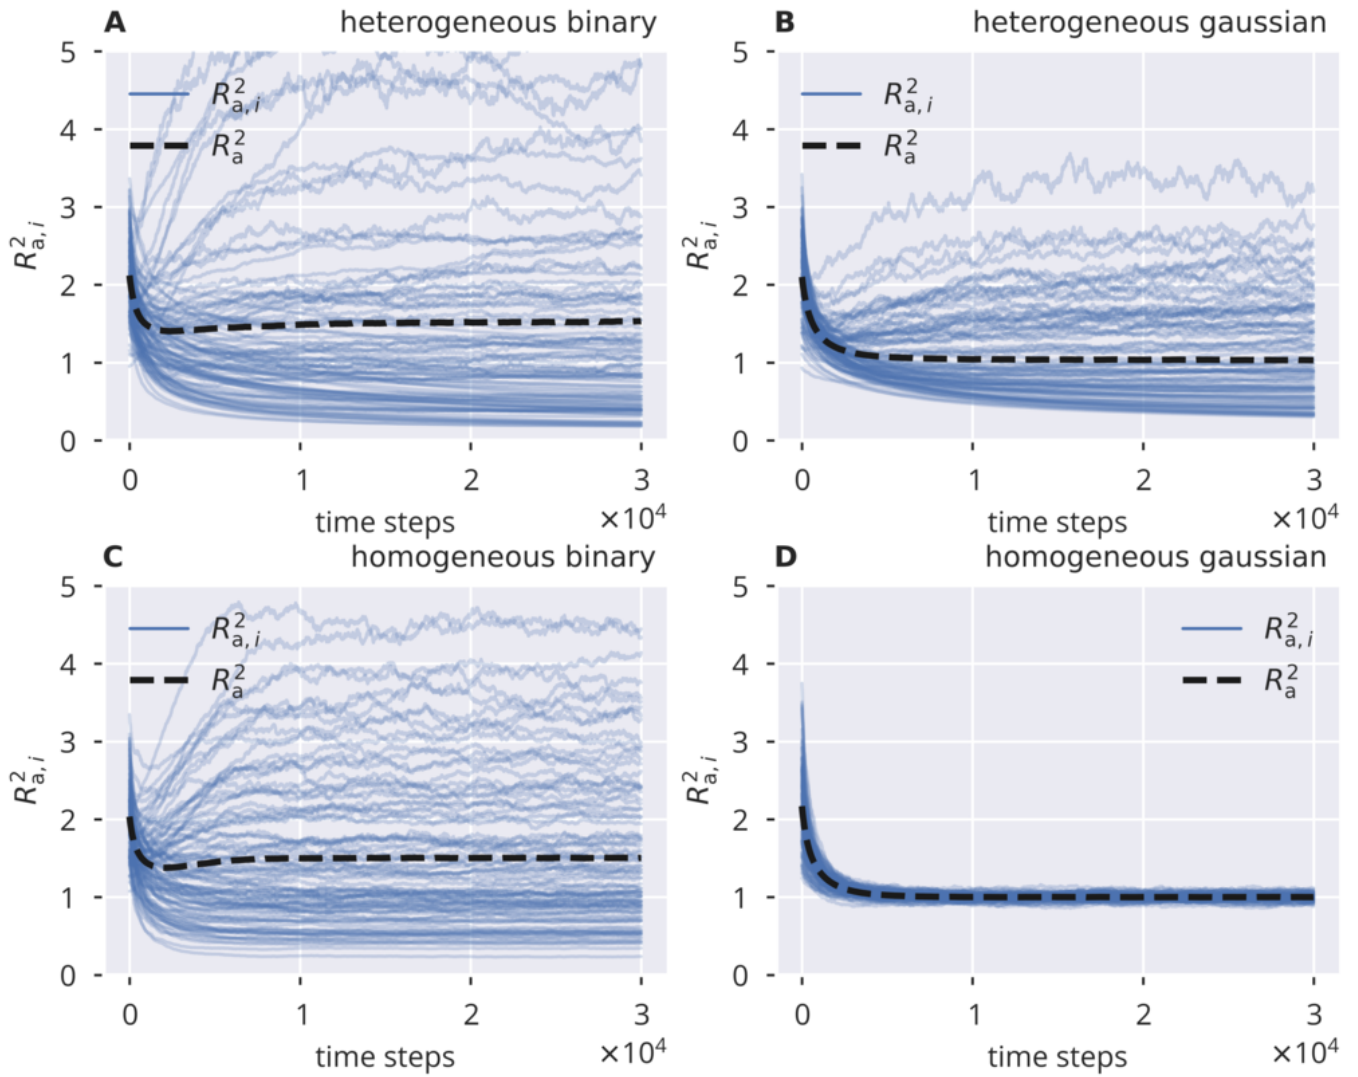 A heterogeneous binary
5
4
3
2
1
0
R²a,i
R²a,i
R²a
0 1 2 3
time steps ×10⁴
B heterogeneous gaussian
5
4
3
2
1
0
R²a,i
R²a,i
R²a
0 1 2 3
time steps ×10⁴
C homogeneous binary
5
4
3
2
1
0
R²a,i
R²a,i
R²a
0 1 2 3
time steps ×10⁴
D homogeneous gaussian
5
4
3
2
1
0
R²a,i
R²a,i
R²a
0 1 2 3
time steps ×10⁴